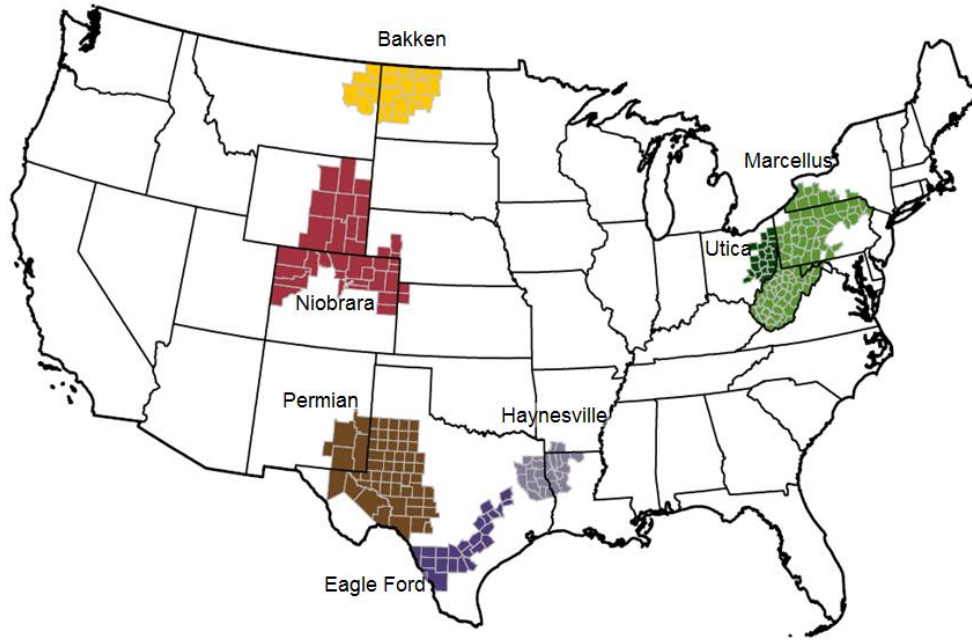 Bakken
Marcellus
Utica
Niobrara
Permian
Haynesville
Eagle Ford